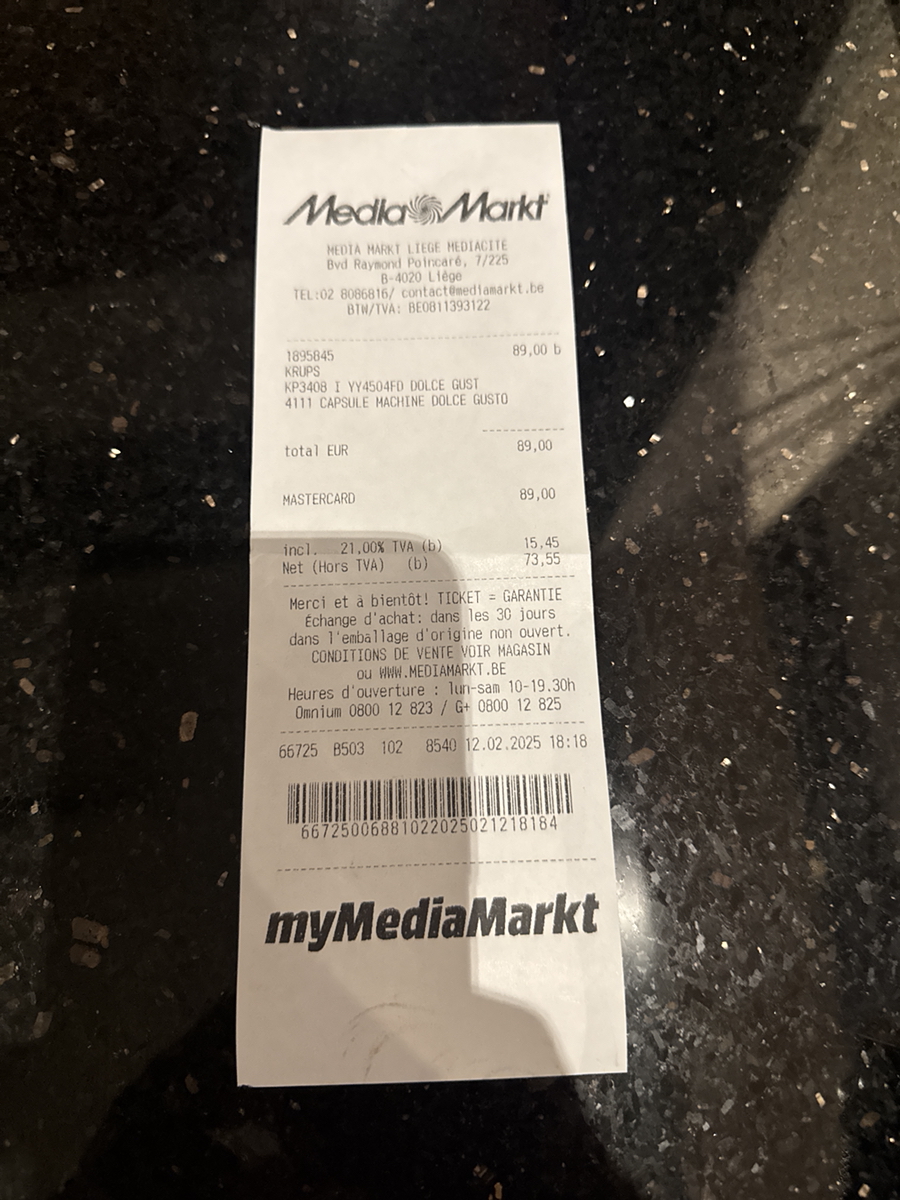 Media Markt
MEDIA MARKT LIEGE MEDIACITE
Bvd Raymond Poincaré, 7/225
B-4020 Liége
TEL:02 8086816/ contact@mediamarkt.be
BTW/TVA: BE0811393122
1895845 89,00 b
KRUPS
KP3408 I YY4504FD DOLCE GUST
4111 CAPSULE MACHINE DOLCE GUSTO
total EUR 89,00
MASTERCARD 89,00
incl. 21,00% TVA (b) 15,45
Net (Hors TVA) (b) 73,55
Merci et à bientôt! TICKET = GARANTIE
Échange d'achat: dans les 30 jours
dans l'emballage d'origine non ouvert.
CONDITIONS DE VENTE VOIR MAGASIN
ou WWW.MEDIAMARKT.BE
Heures d'ouverture : lun-sam 10-19.30h
Omnium 0800 12 823 / G+ 0800 12 825
66725 B503 102 8540 12.02.2025 18:18
66725006881022025021218184
myMediaMarkt